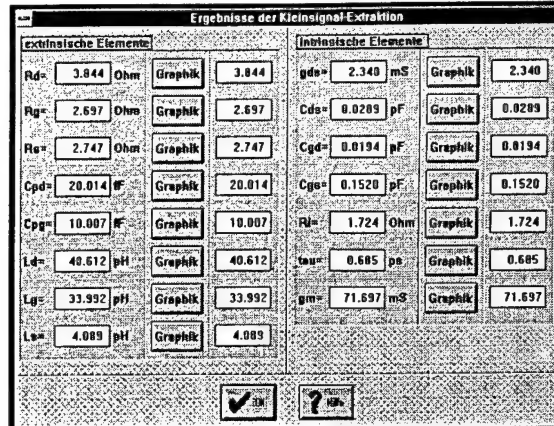 Ergebnisse der Kleinsignal-Extraktion
extrinsische Elemente
Rd= 3.844 Ohm Graphik 3.844
Rg= 2.697 Ohm Graphik 2.697
Rs= 2.747 Ohm Graphik 2.747
Cpd= 20.014 fF Graphik 20.014
Cpg= 10.007 fF Graphik 10.007
Ld= 40.612 pH Graphik 40.612
Lg= 33.992 pH Graphik 33.992
Ls= 4.089 pH Graphik 4.089
intrinsische Elemente
gds= 2.340 mS Graphik 2.340
Cds= 0.0289 pF Graphik 0.0289
Cgd= 0.0194 pF Graphik 0.0194
Cgs= 0.1520 pF Graphik 0.1520
Ri= 1.724 Ohm Graphik 1.724
tau= 0.685 ps Graphik 0.685
gm= 71.697 mS Graphik 71.697
?